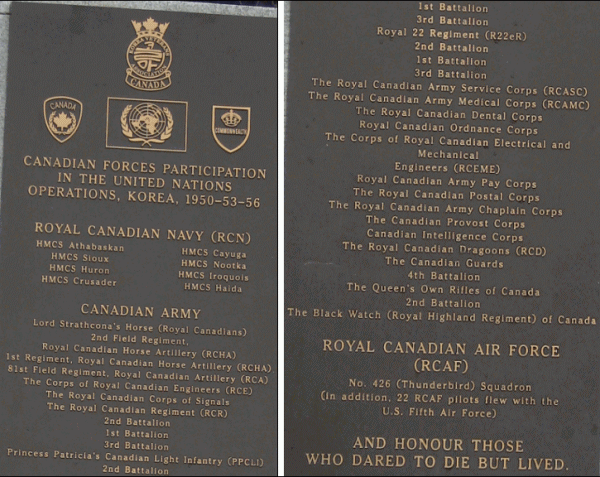 KOREA VETERANS
ASSOCIATION
CANADA
CANADA
COMMONWEALTH
CANADIAN FORCES PARTICIPATION
IN THE UNITED NATIONS
OPERATIONS, KOREA, 1950-53-56
ROYAL CANADIAN NAVY (RCN)
HMCS Athabaskan
HMCS Sioux
HMCS Huron
HMCS Crusader
HMCS Cayuga
HMCS Nootka
HMCS Iroquois
HMCS Haida
CANADIAN ARMY
Lord Strathcona's Horse (Royal Canadians)
2nd Field Regiment,
Royal Canadian Horse Artillery (RCHA)
1st Regiment, Royal Canadian Horse Artillery (RCHA)
81st Field Regiment, Royal Canadian Artillery (RCA)
The Corps of Royal Canadian Engineers (RCE)
The Royal Canadian Corps of Signals
The Royal Canadian Regiment (RCR)
2nd Battalion
1st Battalion
3rd Battalion
Princess Patricia's Canadian Light Infantry (PPCLI)
2nd Battalion
1st Battalion
3rd Battalion
Royal 22 Regiment (R22eR)
2nd Battalion
1st Battalion
3rd Battalion
The Royal Canadian Army Service Corps (RCASC)
The Royal Canadian Army Medical Corps (RCAMC)
The Royal Canadian Dental Corps
Royal Canadian Ordnance Corps
The Corps of Royal Canadian Electrical and
Mechanical
Engineers (RCEME)
Royal Canadian Army Pay Corps
The Royal Canadian Postal Corps
The Royal Canadian Army Chaplain Corps
The Canadian Provost Corps
Canadian Intelligence Corps
The Royal Canadian Dragoons (RCD)
The Canadian Guards
4th Battalion
The Queen's Own Rifles of Canada
2nd Battalion
The Black Watch (Royal Highland Regiment) of Canada
ROYAL CANADIAN AIR FORCE
(RCAF)
No. 426 (Thunderbird) Squadron
(in addition, 22 RCAF pilots flew with the
U.S. Fifth Air Force)
AND HONOUR THOSE
WHO DARED TO DIE BUT LIVED.